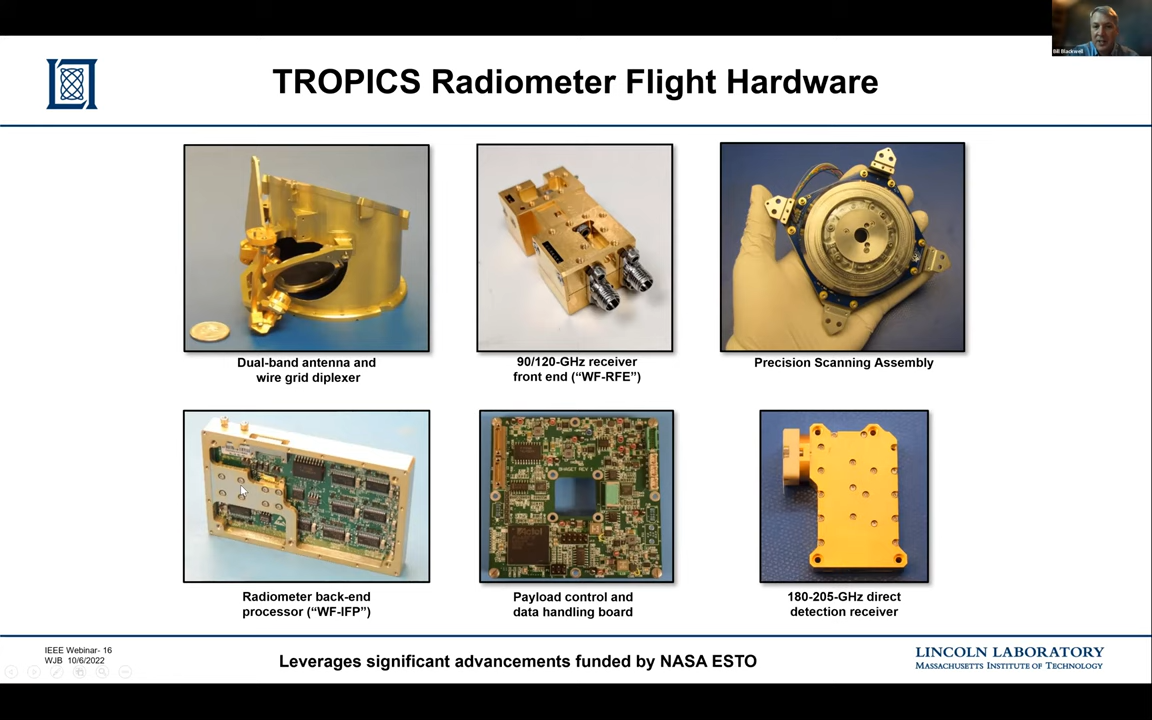 Bill Blackwell
TROPICS Radiometer Flight Hardware
Dual-band antenna and
wire grid diplexer
90/120-GHz receiver
front end (“WF-RFE”)
Precision Scanning Assembly
Radiometer back-end
processor (“WF-IFP”)
Payload control and
data handling board
180-205-GHz direct
detection receiver
IEEE Webinar- 16
WJB 10/6/2022
Leverages significant advancements funded by NASA ESTO
LINCOLN LABORATORY
MASSACHUSETTS INSTITUTE OF TECHNOLOGY